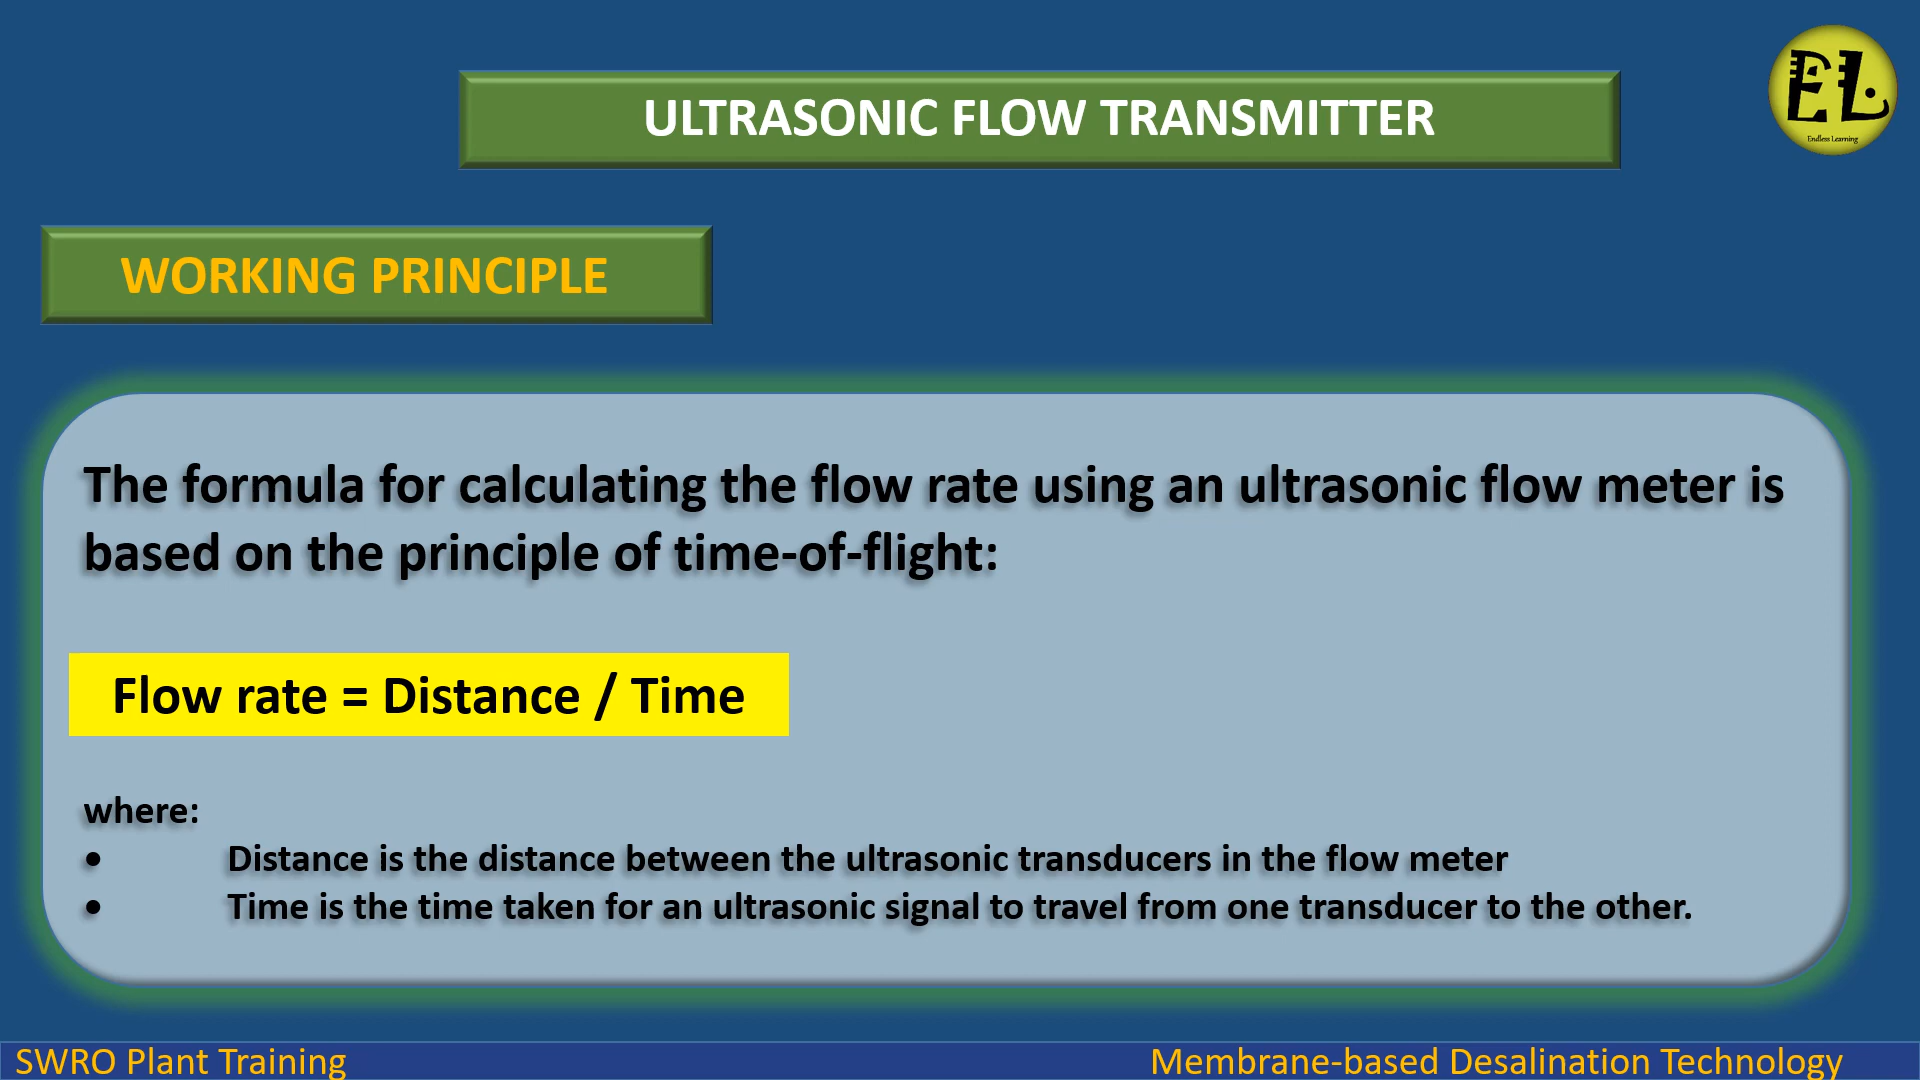 EL
Endless Learning
ULTRASONIC FLOW TRANSMITTER
WORKING PRINCIPLE
The formula for calculating the flow rate using an ultrasonic flow meter is
based on the principle of time-of-flight:
Flow rate = Distance / Time
where:
• Distance is the distance between the ultrasonic transducers in the flow meter
• Time is the time taken for an ultrasonic signal to travel from one transducer to the other.
SWRO Plant Training
Membrane-based Desalination Technology